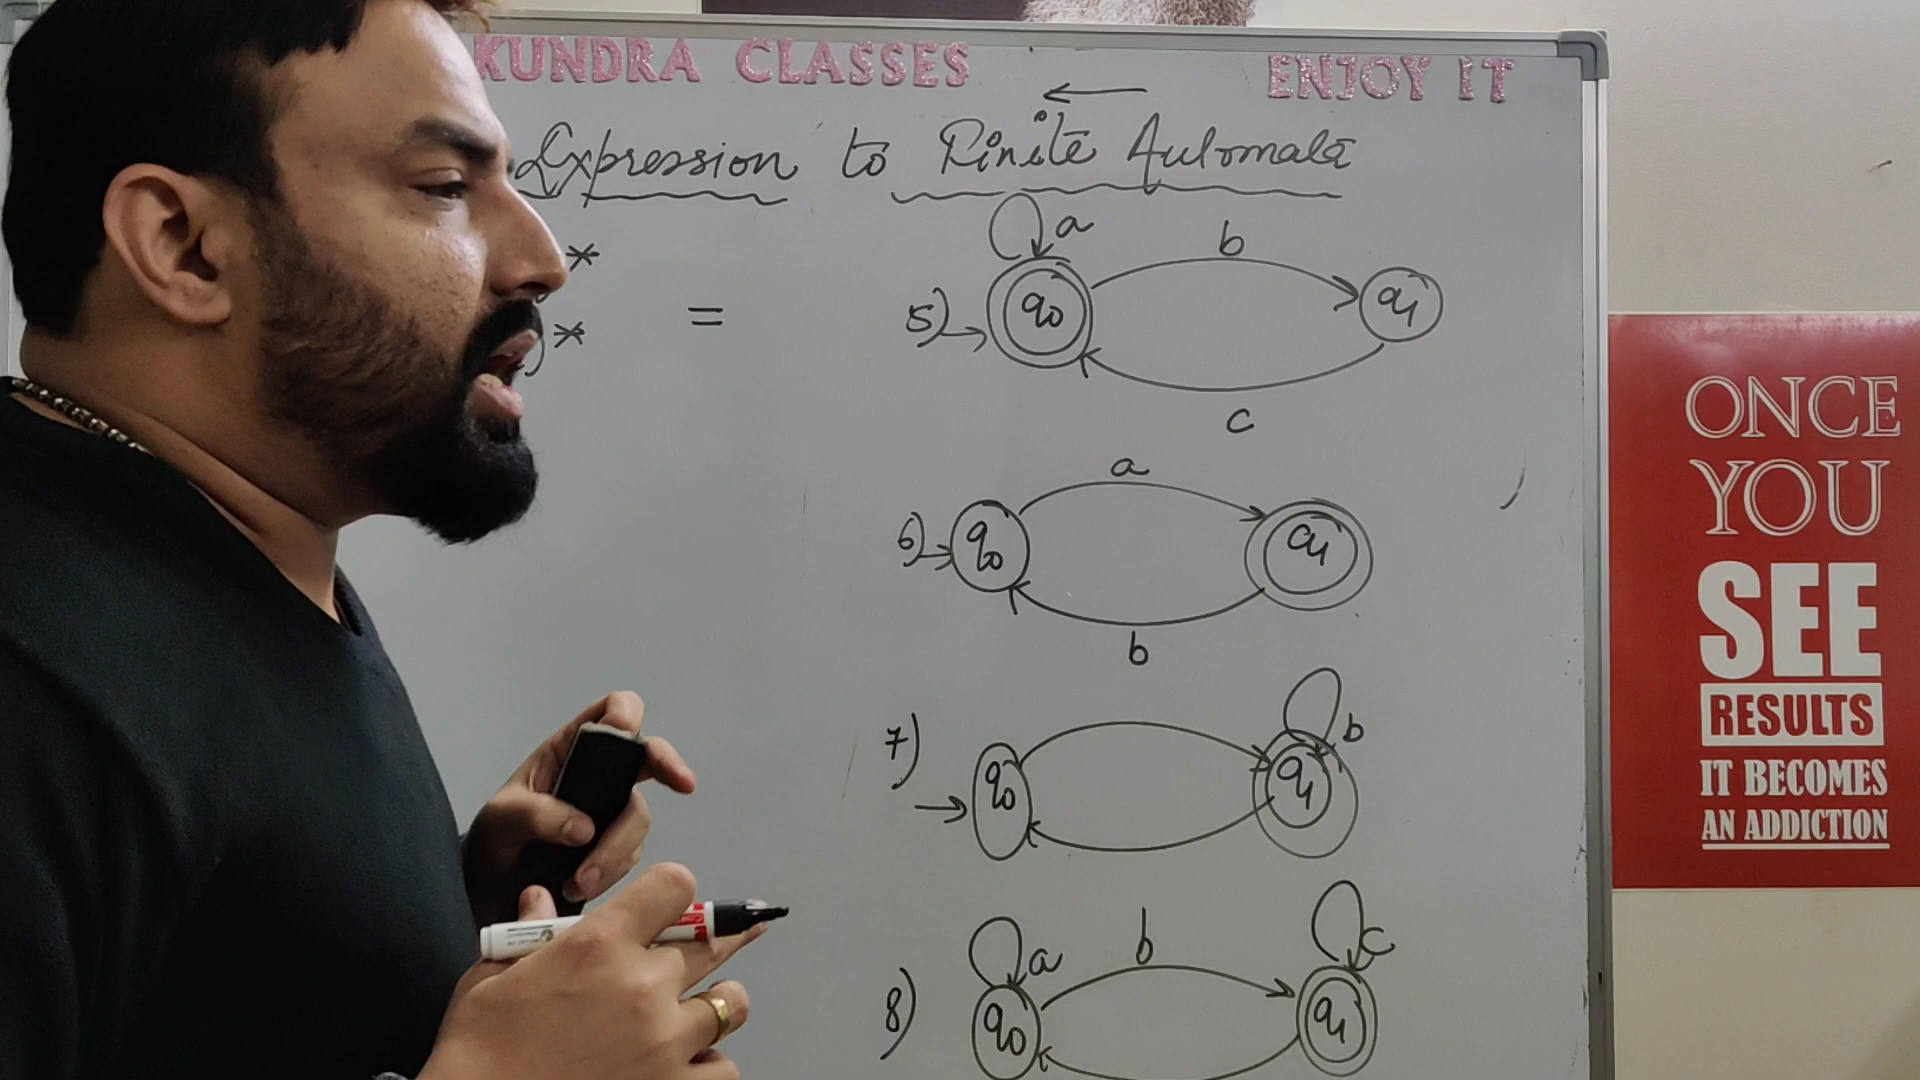 KUNDRA CLASSES ENJOY IT
←
Expression to Finite Automata
*
)*
=
5) → q0 a b q1
c
6) → q0 a q1
b
7) → q0 q1 b
8) q0 a b q1 c
ONCE
YOU
SEE
RESULTS
IT BECOMES
AN ADDICTION